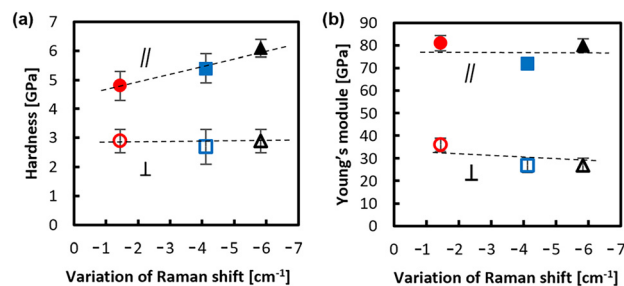 (a)
Hardness [GPa]
7
6
5
4
3
2
1
0
//
⊥
0 −1 −2 −3 −4 −5 −6 −7
Variation of Raman shift [cm⁻¹]
(b)
Young's module [GPa]
90
80
70
60
50
40
30
20
10
0
//
⊥
0 −1 −2 −3 −4 −5 −6 −7
Variation of Raman shift [cm⁻¹]